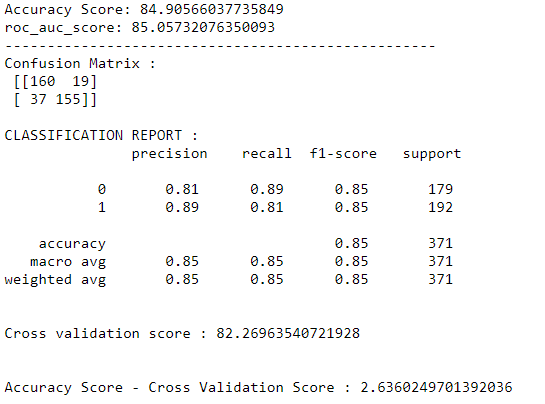 Accuracy Score: 84.90566037735849
roc_auc_score: 85.05732076350093
---------------------------------------------------
Confusion Matrix :
 [[160  19]
 [ 37 155]]
CLASSIFICATION REPORT :
               precision    recall  f1-score   support
           0       0.81      0.89      0.85       179
           1       0.89      0.81      0.85       192
    accuracy                           0.85       371
   macro avg       0.85      0.85      0.85       371
weighted avg       0.85      0.85      0.85       371
Cross validation score : 82.26963540721928
Accuracy Score - Cross Validation Score : 2.6360249701392036